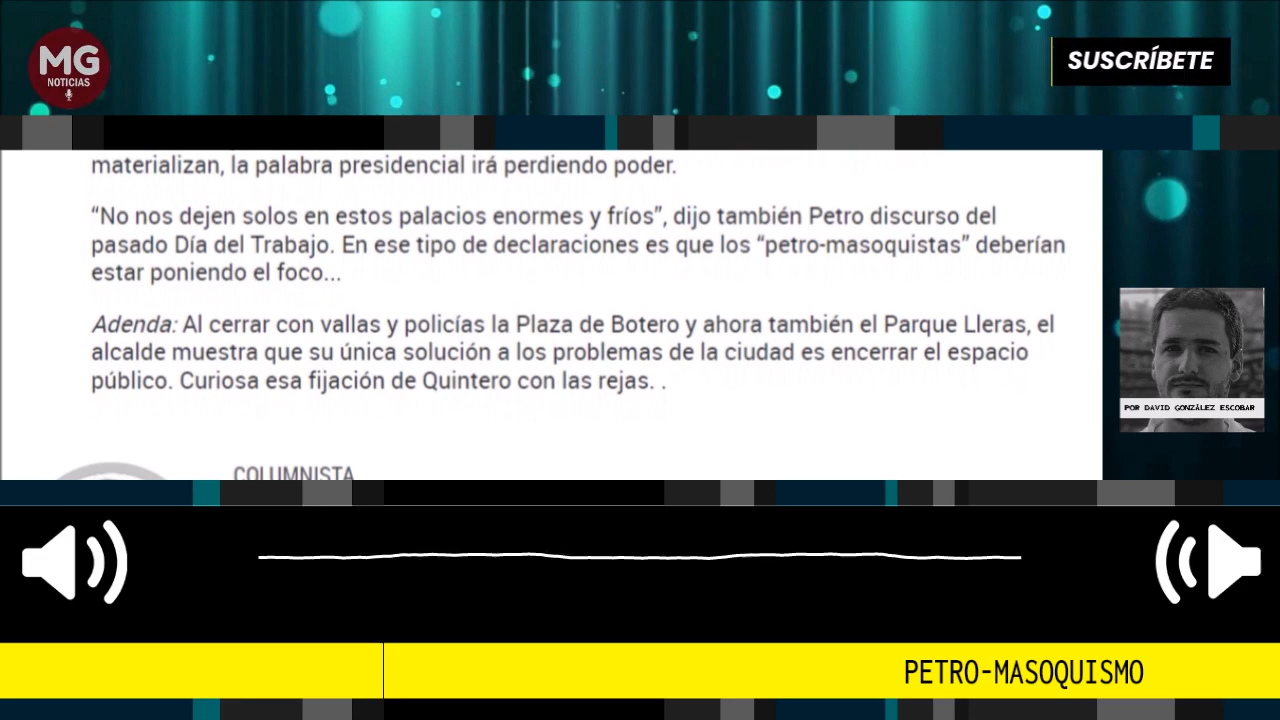 MG
NOTICIAS
SUSCRÍBETE
materializan, la palabra presidencial irá perdiendo poder.
“No nos dejen solos en estos palacios enormes y fríos”, dijo también Petro discurso del
pasado Día del Trabajo. En ese tipo de declaraciones es que los “petro-masoquistas” deberían
estar poniendo el foco...
Adenda: Al cerrar con vallas y policías la Plaza de Botero y ahora también el Parque Lleras, el
alcalde muestra que su única solución a los problemas de la ciudad es encerrar el espacio
público. Curiosa esa fijación de Quintero con las rejas. .
POR DAVID GONZÁLEZ ESCOBAR
COLUMNISTA
PETRO-MASOQUISMO